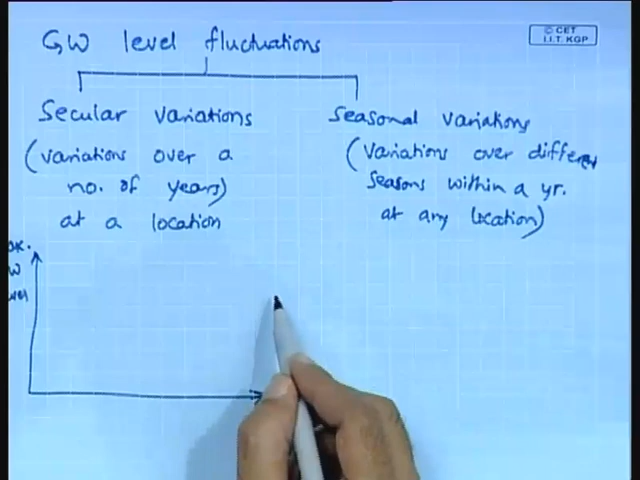 GW level fluctuations
© CET
I.I.T. KGP
Secular variations
(variations over a
no. of years)
at a location
Seasonal variations
(variations over different
seasons within a yr.
at any location)
W